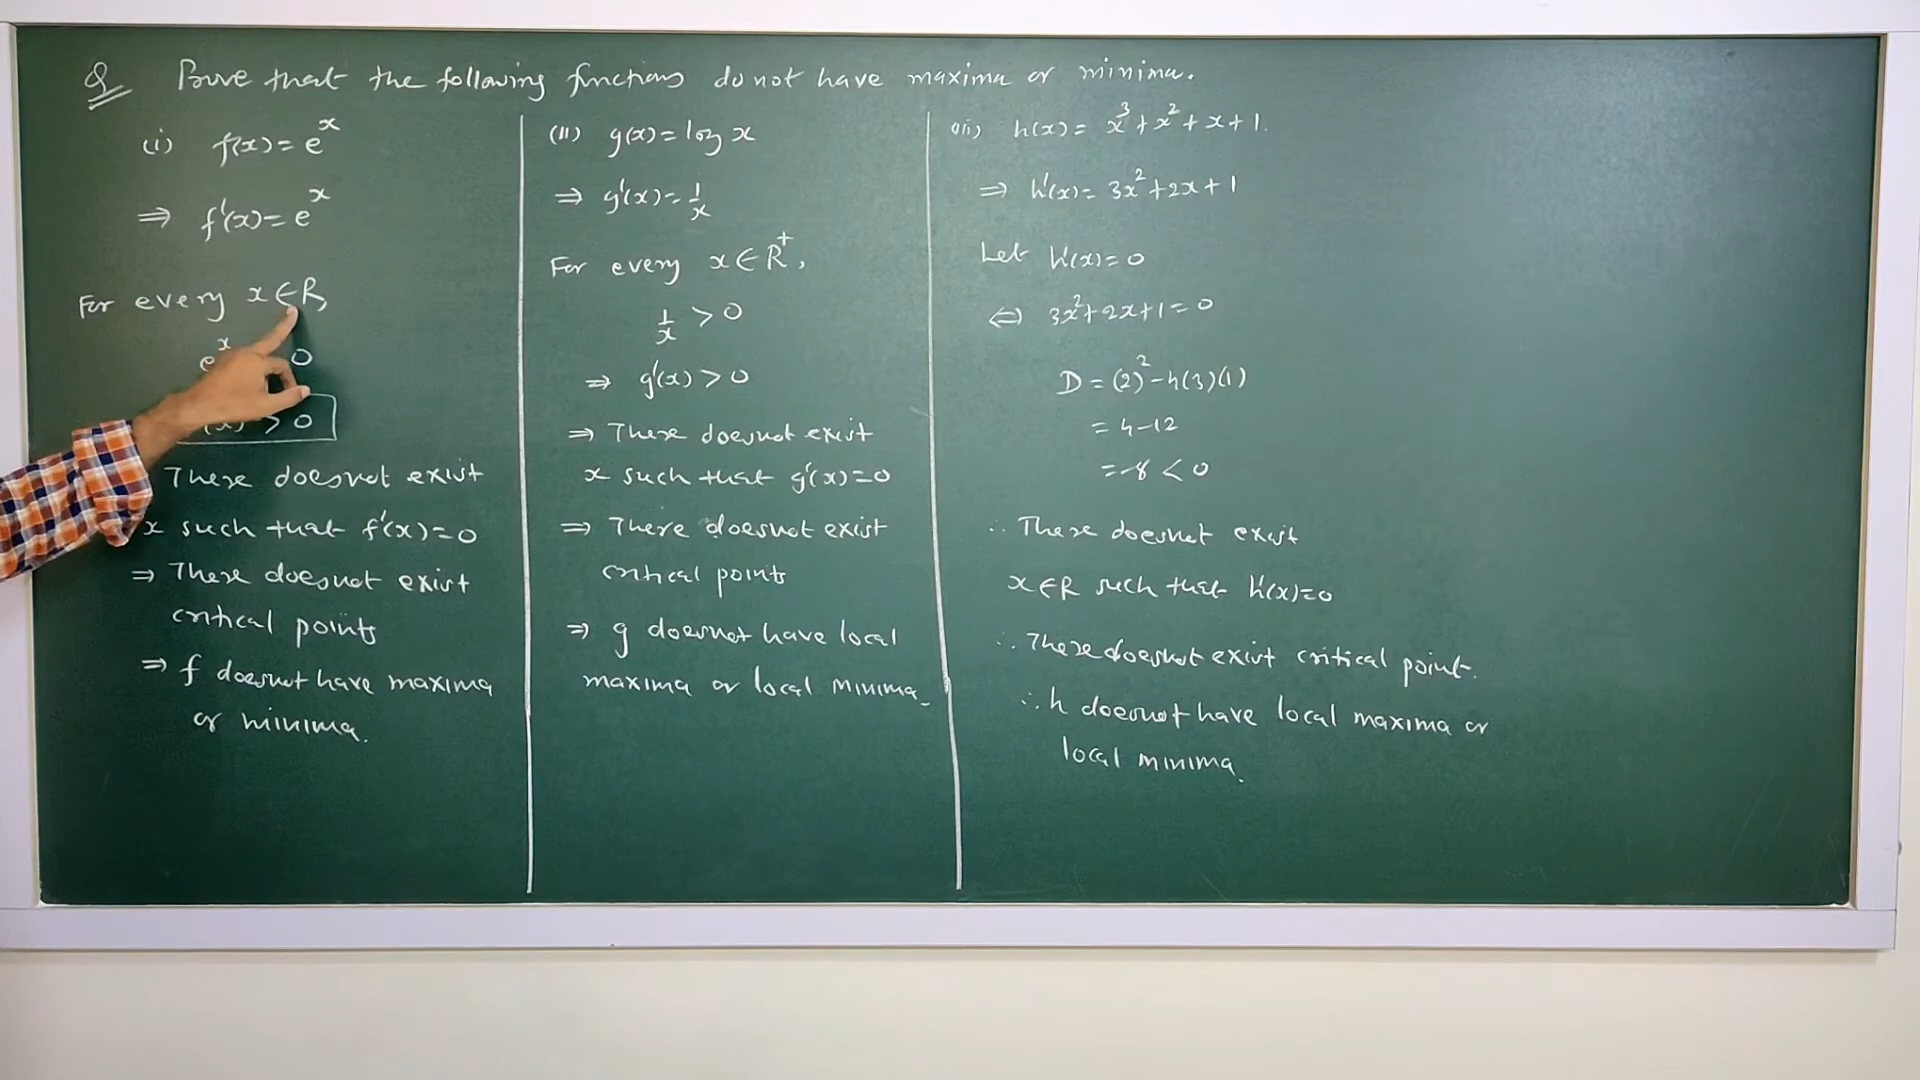 Q Prove that the following functions do not have maxima or minima.
(i) f(x) = e^x
⇒ f'(x) = e^x
For every x ∈ R,
e^x 0
(x) > 0
There doesnot exist
x such that f'(x)=0
⇒ There doesnot exist
critical points
⇒ f doesnot have maxima
or minima.
(II) g(x) = log x
⇒ g'(x) = 1/x
For every x ∈ R⁺,
1/x > 0
⇒ g'(x) > 0
⇒ There doesnot exist
x such that g'(x)=0
⇒ There doesnot exist
critical points
⇒ g doesnot have local
maxima or local minima.
(iii) h(x) = x³ + x² + x + 1.
⇒ h'(x) = 3x² + 2x + 1
Let h'(x) = 0
⇔ 3x² + 2x + 1 = 0
D = (2)² - 4(3)(1)
= 4 - 12
= -8 < 0
∴ There doesnot exist
x ∈ R such that h'(x)=0
∴ There doesnot exist critical point.
∴ h doesnot have local maxima or
local minima.